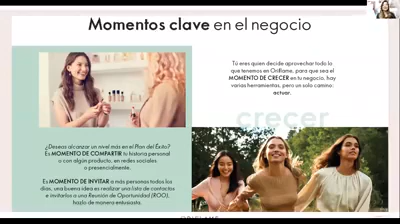 Momentos clave en el negocio
Tú eres quien decide aprovechar todo lo
que tenemos en Oriflame, para que sea el
MOMENTO DE CRECER en tu negocio, hay
varias herramientas, pero un solo camino:
actuar.
crecer
¿Deseas alcanzar un nivel más en el Plan del Éxito?
Es MOMENTO DE COMPARTIR tu historia personal
o con algún producto, en redes sociales
o presencialmente.
Es MOMENTO DE INVITAR a más personas todos los
días, una buena idea es realizar una lista de contactos
e invitarlos a una Reunión de Oportunidad (ROO),
hazlo de manera entusiasta.